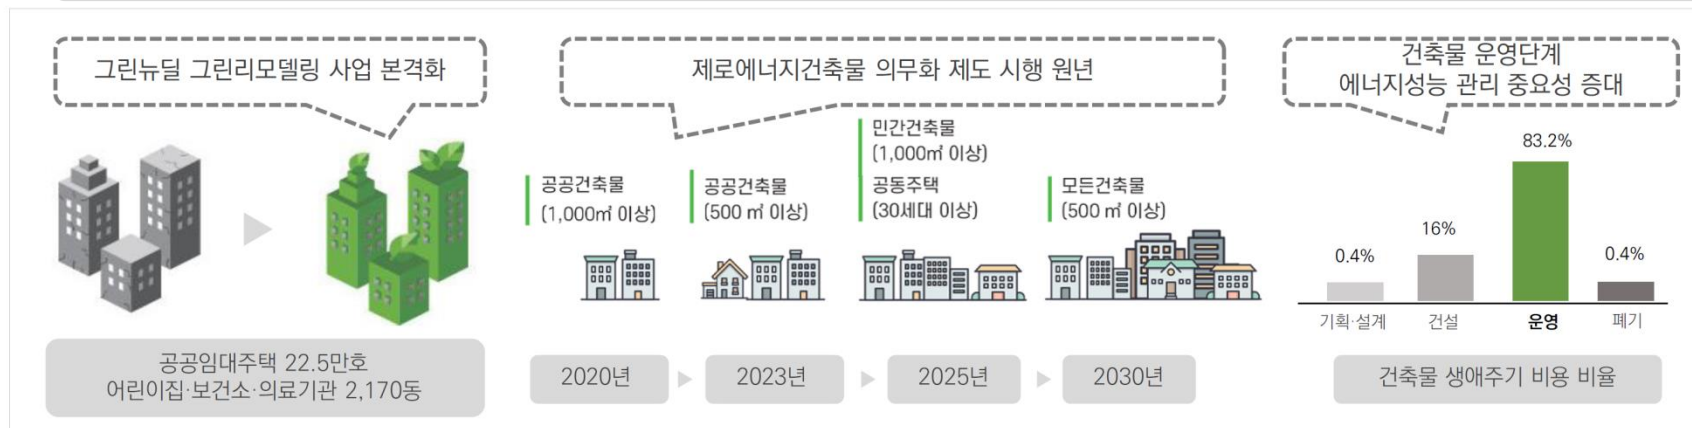 그린뉴딜 그린리모델링 사업 본격화
공공임대주택 22.5만호
어린이집·보건소·의료기관 2,170동
제로에너지건축물 의무화 제도 시행 원년
공공건축물
(1,000㎡ 이상)
공공건축물
(500 ㎡ 이상)
민간건축물
(1,000㎡ 이상)
공동주택
(30세대 이상)
모든건축물
(500 ㎡ 이상)
2020년
2023년
2025년
2030년
건축물 운영단계
에너지성능 관리 중요성 증대
0.4%
16%
83.2%
0.4%
기획·설계
건설
운영
폐기
건축물 생애주기 비용 비율